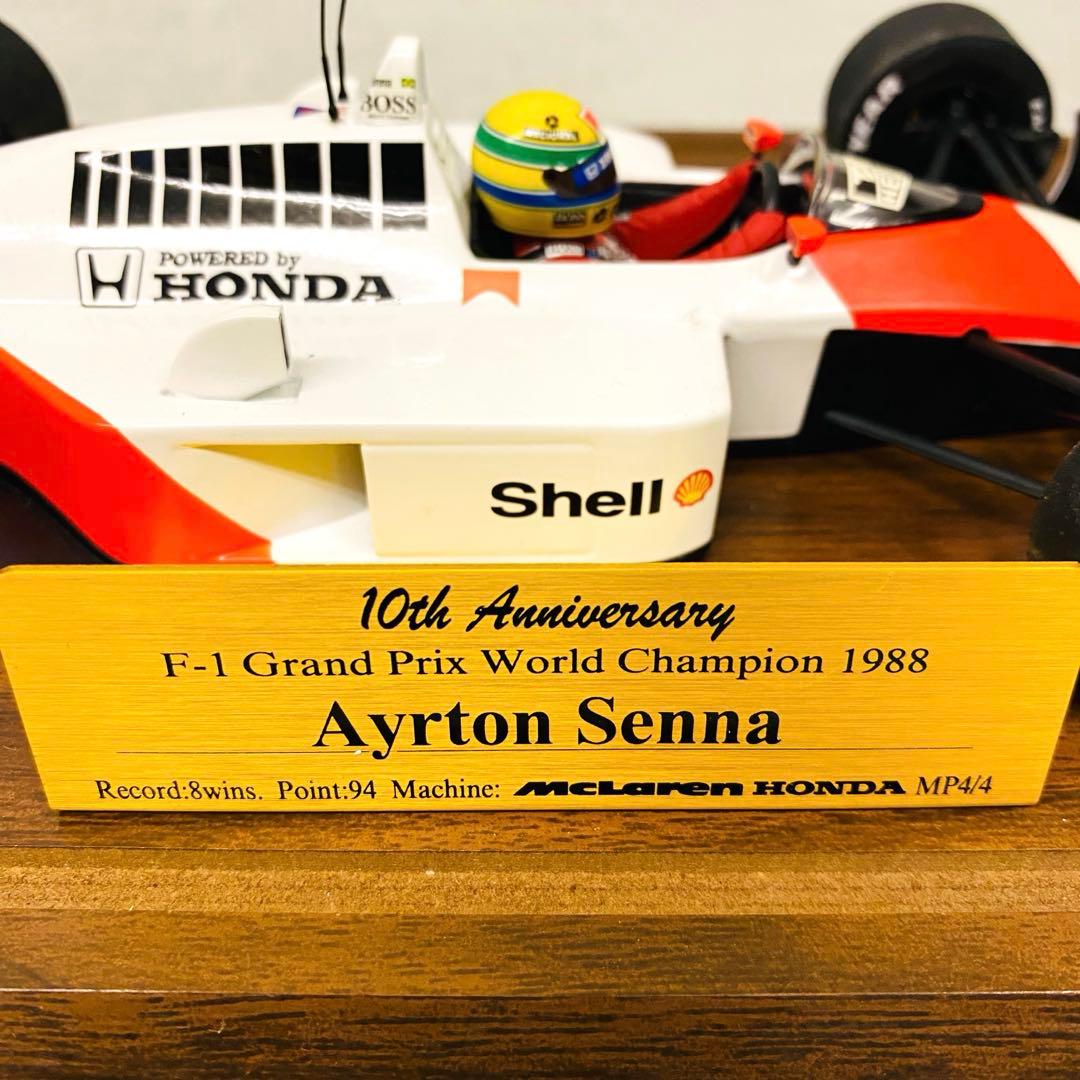 BOSS
POWERED by
HONDA
Shell
BOSS
10th Anniversary
F-1 Grand Prix World Champion 1988
Ayrton Senna
Record:8wins. Point:94 Machine: McLaren HONDA MP4/4